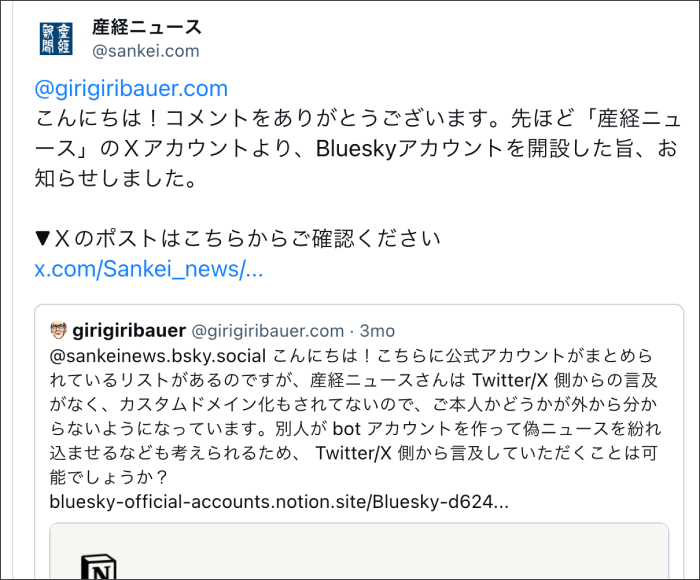 産経新聞
産経ニュース
@sankei.com
@girigiribauer.com
こんにちは！コメントをありがとうございます。先ほど「産経ニュ
ース」のＸアカウントより、Blueskyアカウントを開設した旨、お
知らせしました。
▼Ｘのポストはこちらからご確認ください
x.com/Sankei_news/...
girigiribauer @girigiribauer.com · 3mo
@sankeinews.bsky.social こんにちは！こちらに公式アカウントがまとめら
れているリストがあるのですが、産経ニュースさんは Twitter/X 側からの言及
がなく、カスタムドメイン化もされてないので、ご本人かどうかが外から分か
らないようになっています。別人が bot アカウントを作って偽ニュースを紛れ
込ませるなども考えられるため、 Twitter/X 側から言及していただくことは可
能でしょうか？
bluesky-official-accounts.notion.site/Bluesky-d624...
N